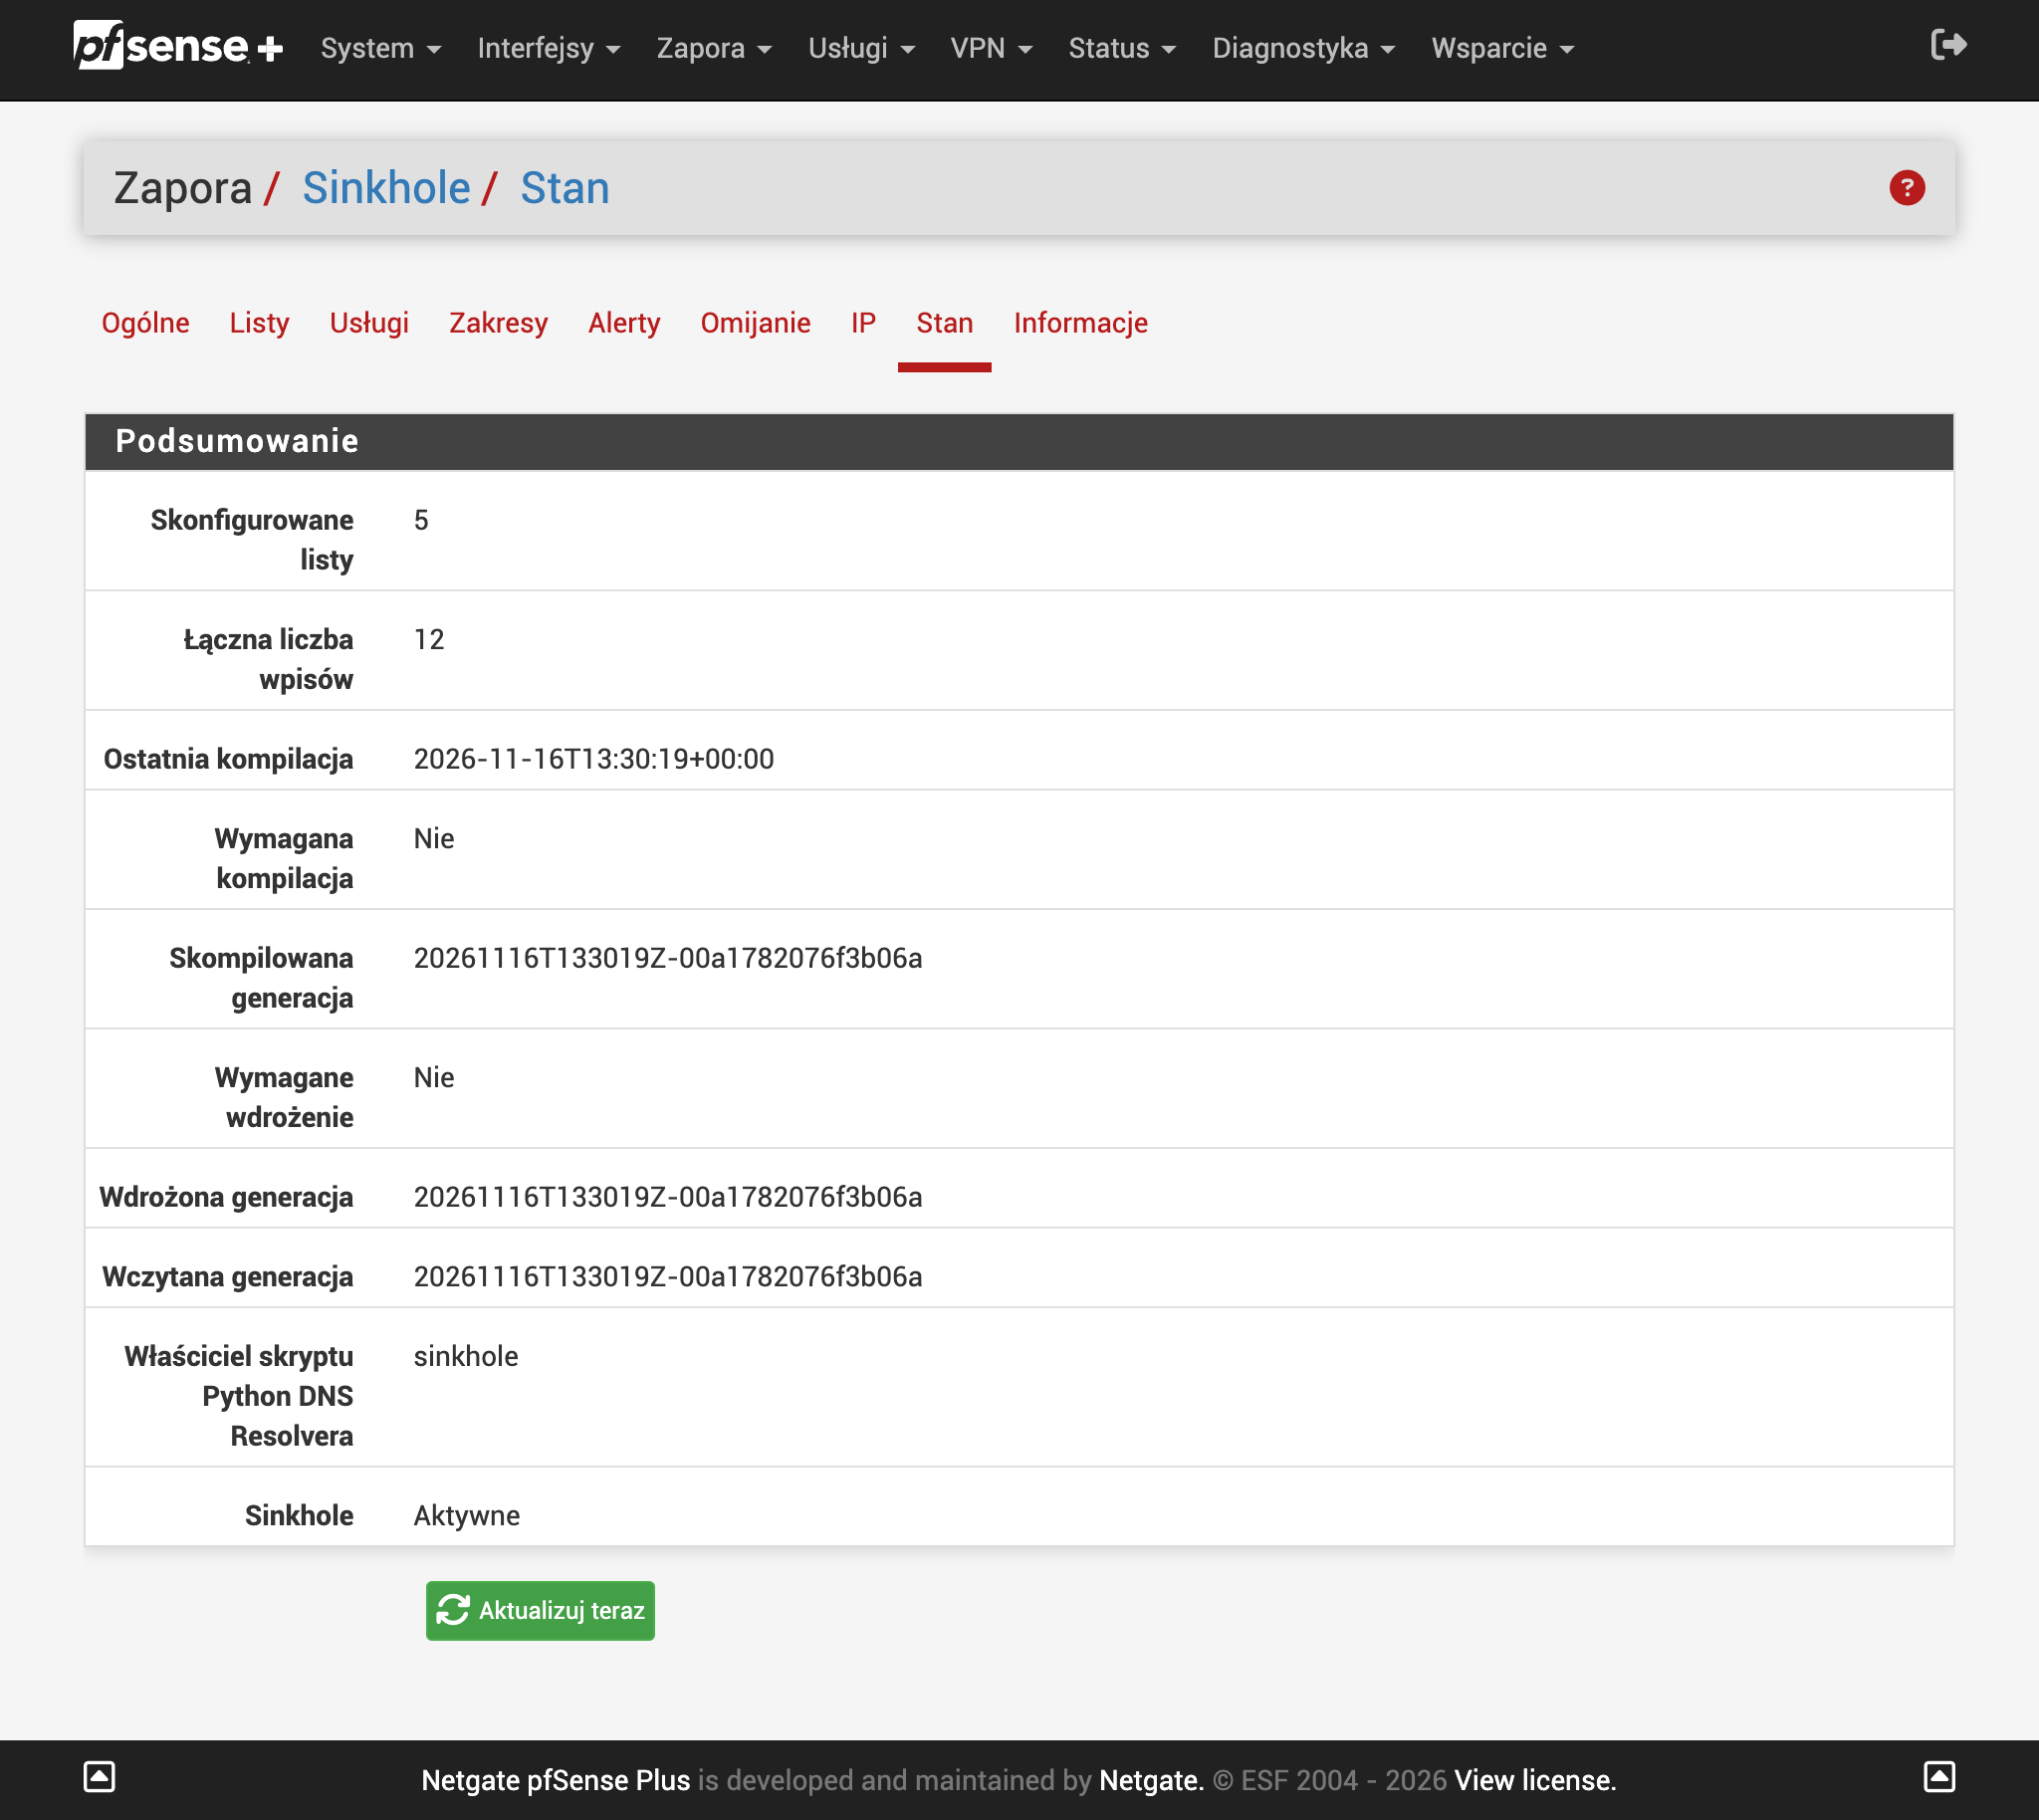 pfsense+ System Interfejsy Zapora Usługi VPN Status Diagnostyka Wsparcie
Zapora / Sinkhole / Stan ?
Ogólne Listy Usługi Zakresy Alerty Omijanie IP Stan Informacje
Podsumowanie
Skonfigurowane 5
listy
Łączna liczba 12
wpisów
Ostatnia kompilacja 2026-11-16T13:30:19+00:00
Wymagana Nie
kompilacja
Skompilowana 20261116T133019Z-00a1782076f3b06a
generacja
Wymagane Nie
wdrożenie
Wdrożona generacja 20261116T133019Z-00a1782076f3b06a
Wczytana generacja 20261116T133019Z-00a1782076f3b06a
Właściciel skryptu sinkhole
Python DNS
Resolvera
Sinkhole Aktywne
Aktualizuj teraz
Netgate pfSense Plus is developed and maintained by Netgate. © ESF 2004 - 2026 View license.